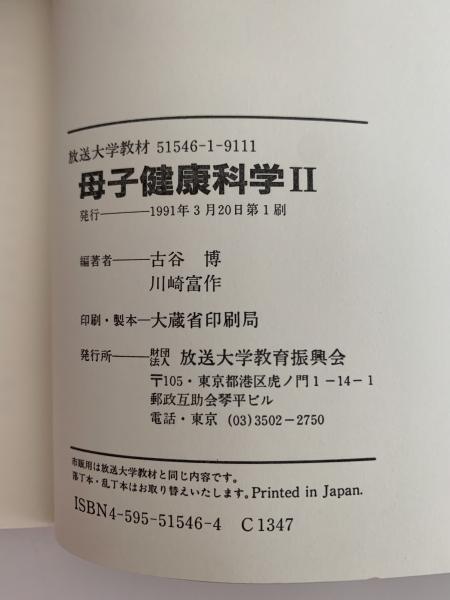 放送大学教材 51546-1-9111
母子健康科学II
発行―――1991年3月20日第1刷
編著者――古谷 博
川崎富作
印刷・製本―大蔵省印刷局
発行所――財団法人 放送大学教育振興会
〒105・東京都港区虎ノ門1-14-1
郵政互助会琴平ビル
電話・東京 (03)3502-2750
市販用は放送大学教材と同じ内容です。
落丁本・乱丁本はお取り替えいたします。Printed in Japan.
ISBN4-595-51546-4 C1347